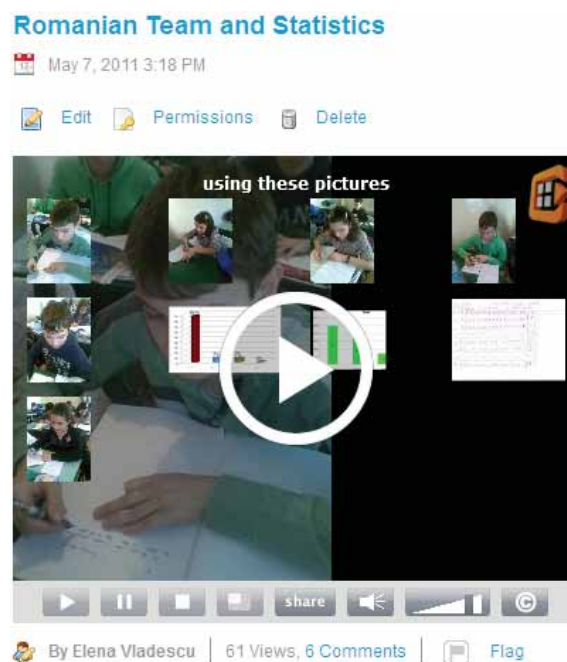 Romanian Team and Statistics
May 7, 2011 3:18 PM
Edit Permissions Delete
using these pictures
share
©
By Elena Vladescu | 61 Views, 6 Comments | Flag